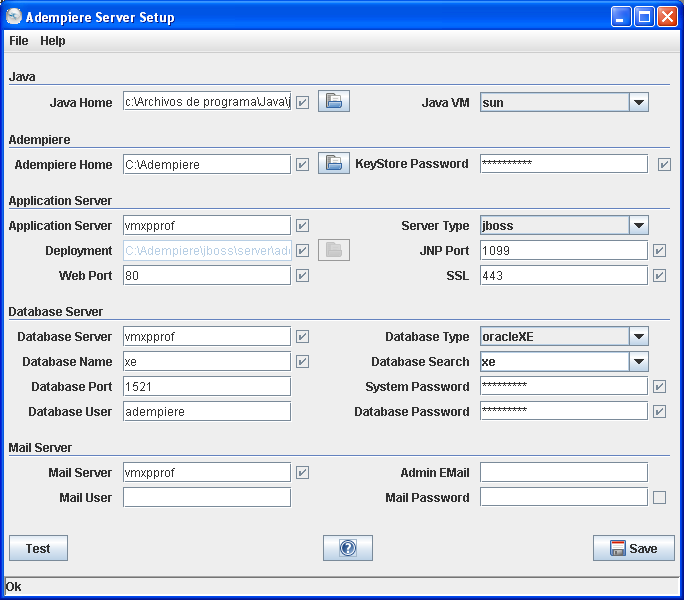 Adempiere Server Setup
File Help
Java
Java Home c:\Archivos de programa\Java\j Java VM sun
Adempiere
Adempiere Home C:\Adempiere KeyStore Password **********
Application Server
Application Server vmxpprof Server Type jboss
Deployment C:\Adempiere\jboss\server\ade JNP Port 1099
Web Port 80 SSL 443
Database Server
Database Server vmxpprof Database Type oracleXE
Database Name xe Database Search xe
Database Port 1521 System Password *********
Database User adempiere Database Password *********
Mail Server
Mail Server vmxpprof Admin EMail
Mail User Mail Password
Test ? Save
Ok